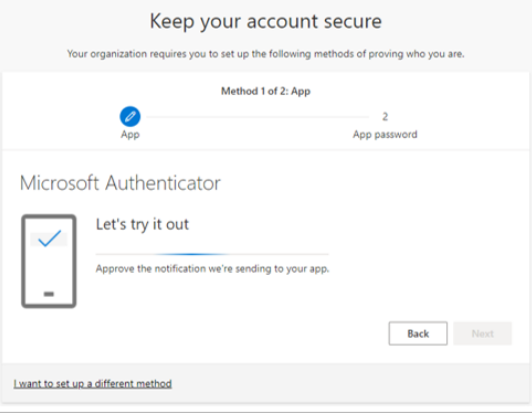 Keep your account secure
Your organization requires you to set up the following methods of proving who you are.
Method 1 of 2: App
2
App
App password
Microsoft Authenticator
Let's try it out
Approve the notification we're sending to your app.
Back
Next
I want to set up a different method